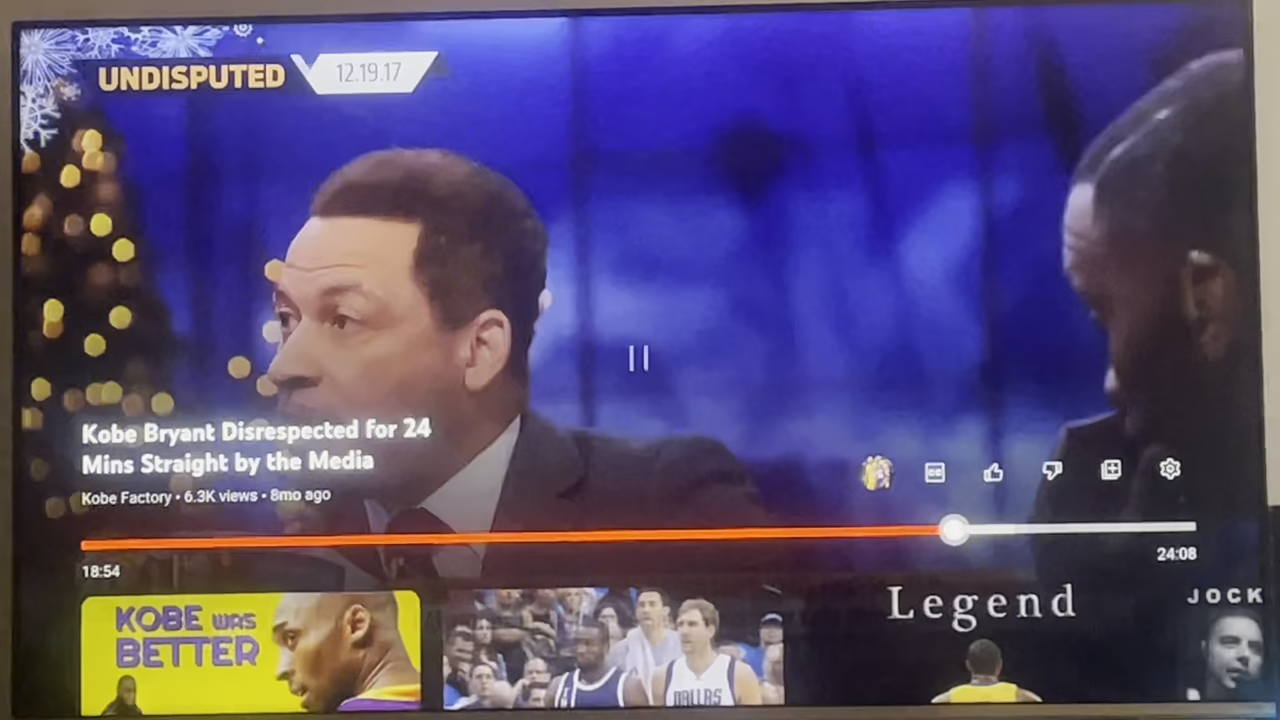 UNDISPUTED
12.19.17
Kobe Bryant Disrespected for 24
Mins Straight by the Media
Kobe Factory • 6.3K views • 8mo ago
CC
18:54
24:08
KOBE WAS
BETTER
DALLAS
Legend
JOCK